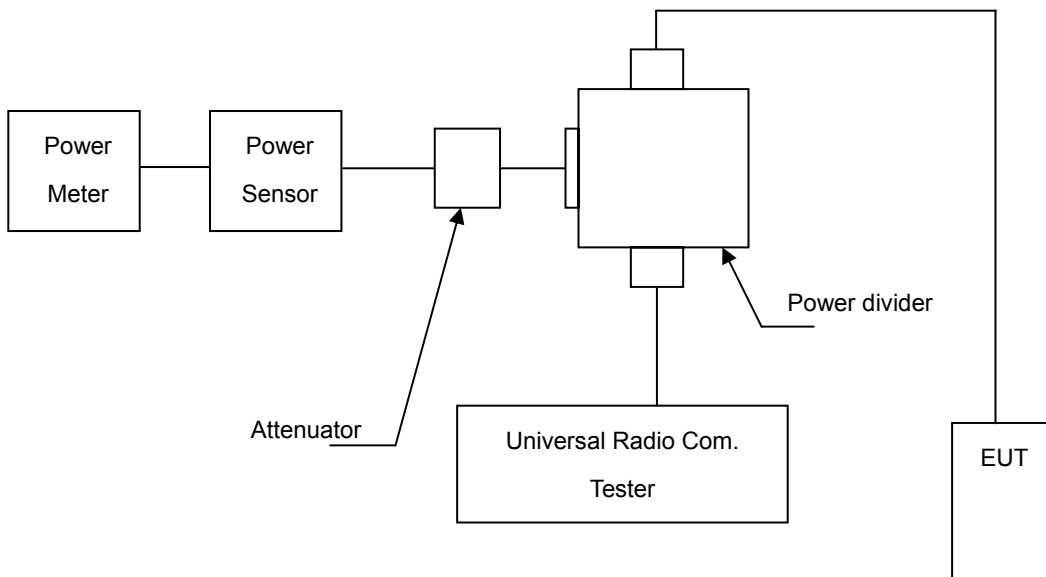 Power
Meter
Power
Sensor
Power divider
Attenuator
Universal Radio Com.
Tester
EUT